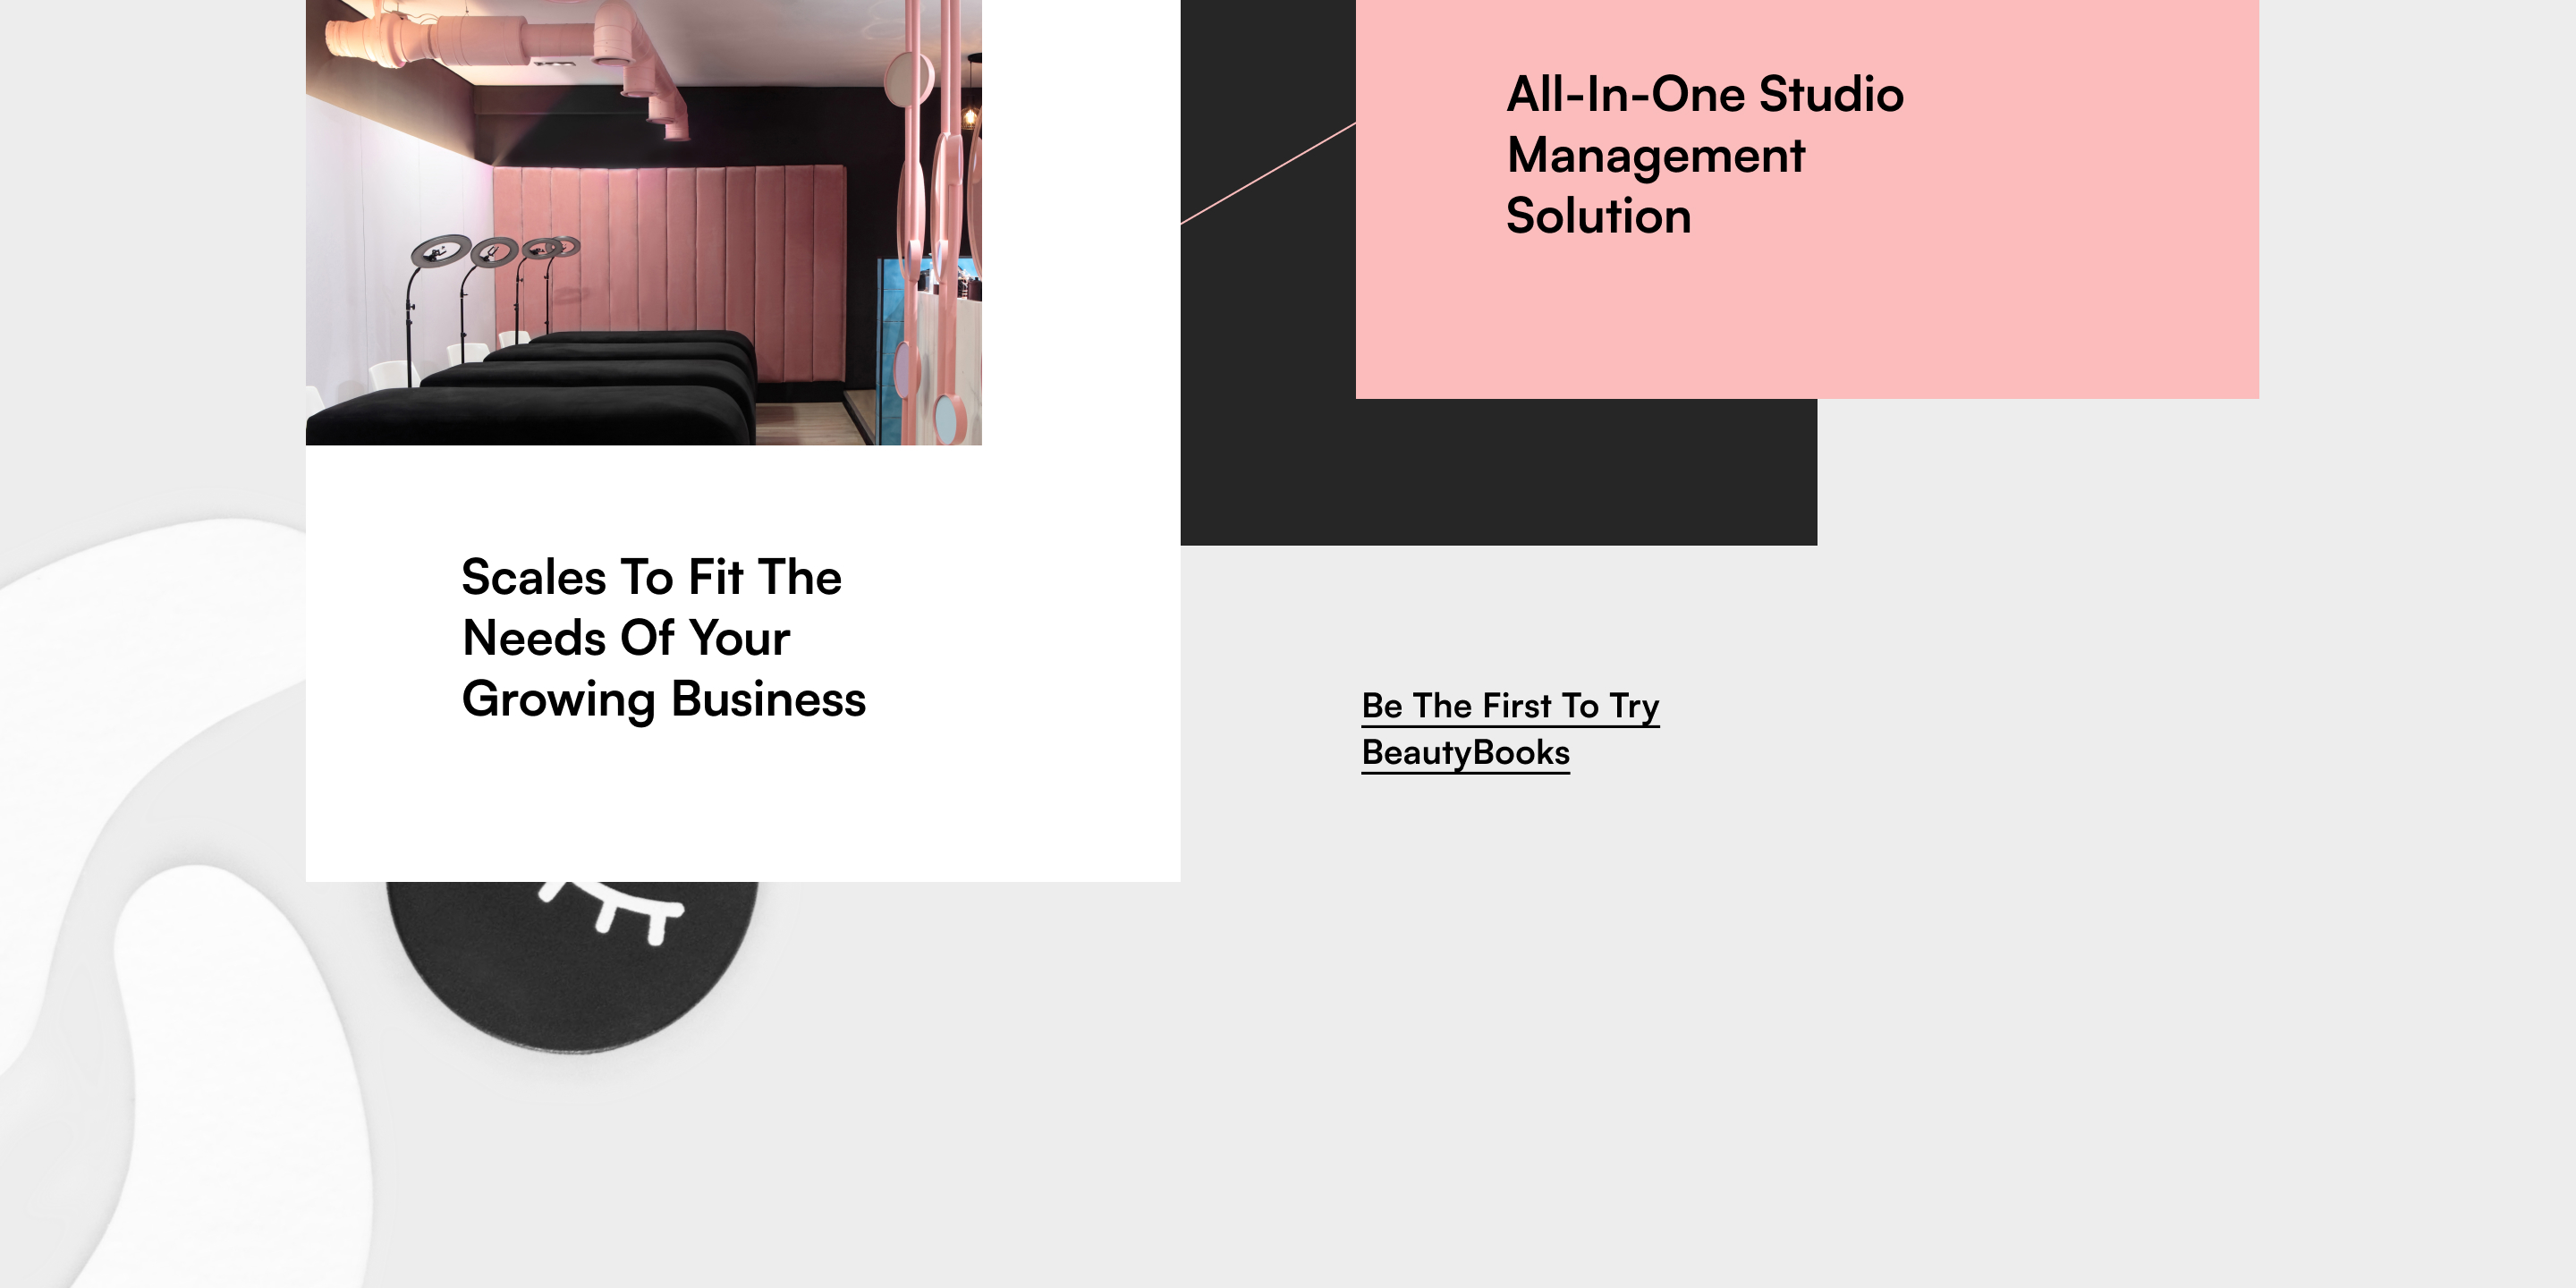 All-In-One Studio
Management
Solution
Scales To Fit The
Needs Of Your
Growing Business
Be The First To Try
BeautyBooks